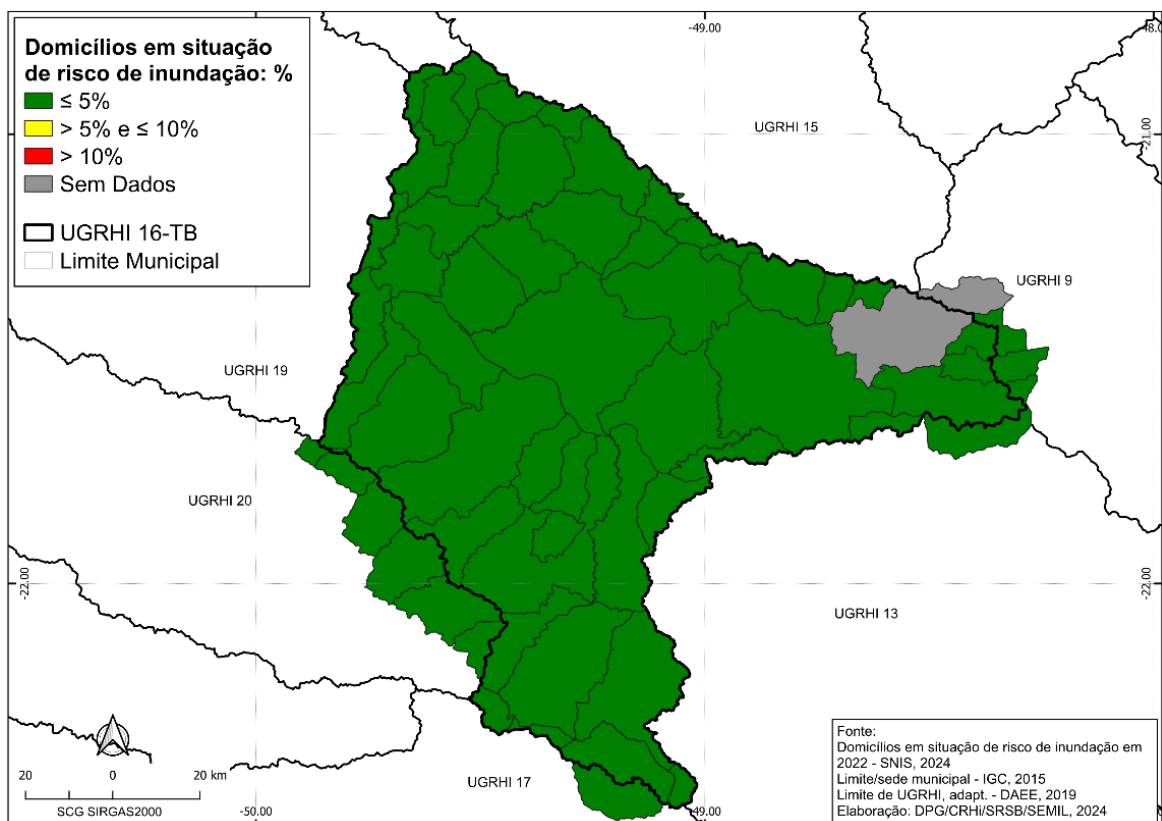 Domicílios em situação
de risco de inundação: %
≤ 5%
> 5% e ≤ 10%
> 10%
Sem Dados
UGRHI 16-TB
Limite Municipal
-49.00
-48.00
UGRHI 15
-21.00
UGRHI 9
UGRHI 19
UGRHI 20
-22.00
-22.00
UGRHI 13
UGRHI 17
20 0 20 km
SCG SIRGAS2000
-50.00
-49.00
Fonte:
Domicílios em situação de risco de inundação em
2022 - SNIS, 2024
Limite/sede municipal - IGC, 2015
Limite de UGRHI, adapt. - DAEE, 2019
Elaboração: DPG/CRHi/SRSB/SEMIL, 2024